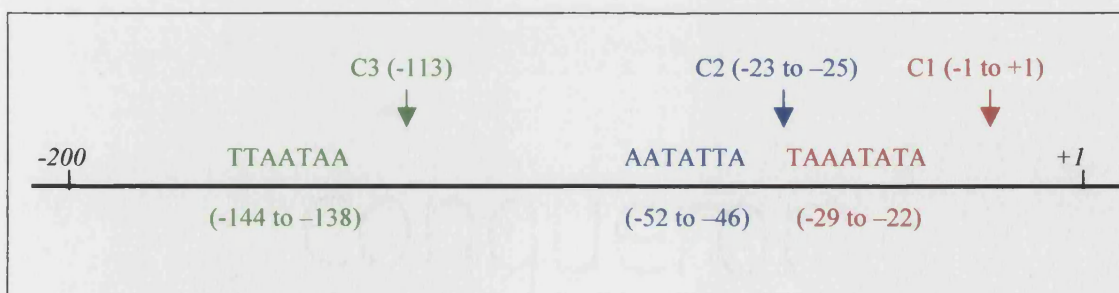 C3 (-113) C2 (-23 to –25) C1 (-1 to +1)
-200 TTAATAA AATATTA TAAATATA +1
(-144 to –138) (-52 to –46) (-29 to –22)